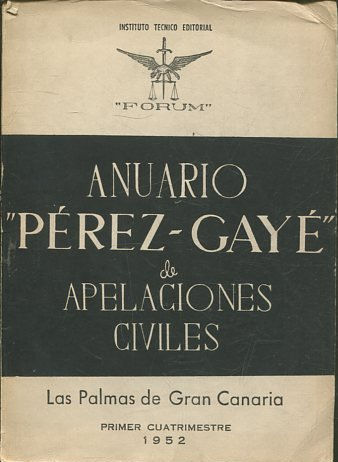 INSTITUTO TECNICO EDITORIAL
"FORUM"
ANUARIO
"PÉREZ-GAYÉ"
de
APELACIONES
CIVILES
Las Palmas de Gran Canaria
PRIMER CUATRIMESTRE
1952